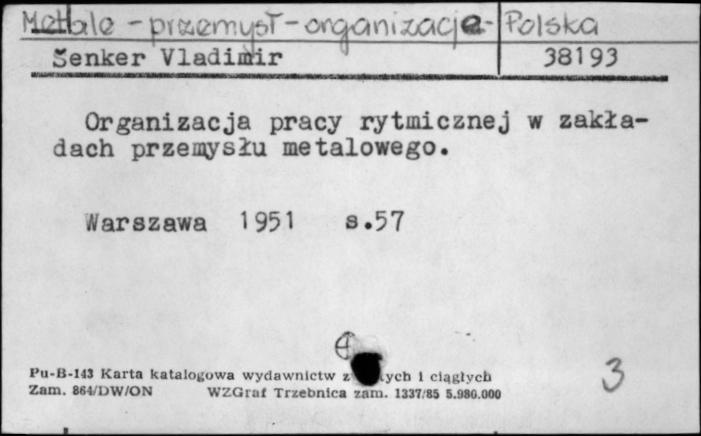 Metale - przemysł - organizacja - Polska
Šenker Vladimir 38193
Organizacja pracy rytmicznej w zakła-
dach przemysłu metalowego.
Warszawa 1951 s.57
4
Pu-B-143 Karta katalogowa wydawnictw i ciągłych
Zam. 864/DW/ON WZGraf Trzebnica zam. 1337/85 5.980.000
3